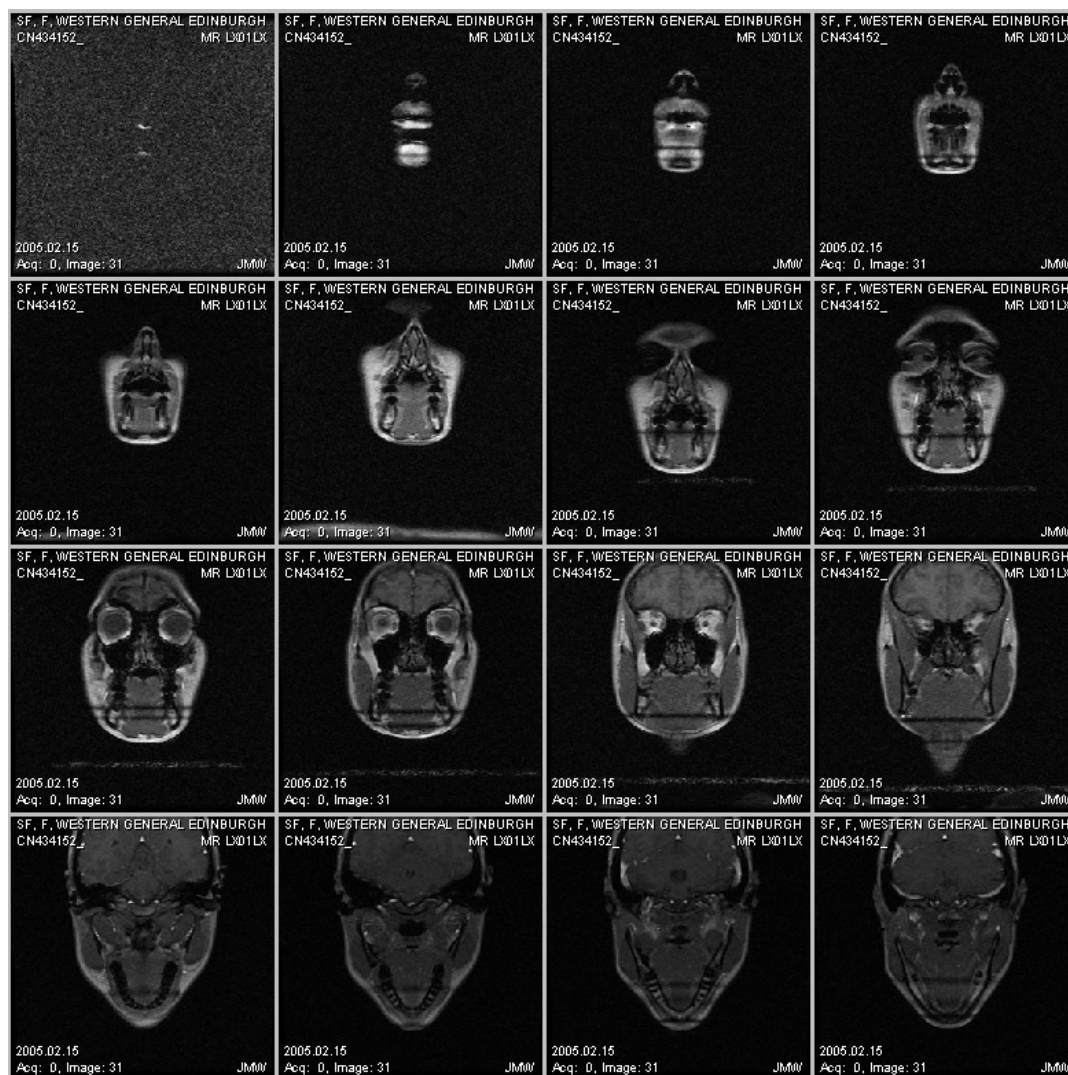 SF, F, WESTERN GENERAL EDINBURGH
CN434152_ MR LX01LX
2005.02.15
Acq: 0, Image: 31 JMW
SF, F, WESTERN GENERAL EDINBURGH
CN434152_ MR LX01LX
2005.02.15
Acq: 0, Image: 31 JMW
SF, F, WESTERN GENERAL EDINBURGH
CN434152_ MR LX01LX
2005.02.15
Acq: 0, Image: 31 JMW
SF, F, WESTERN GENERAL EDINBURGH
CN434152_ MR LX01LX
2005.02.15
Acq: 0, Image: 31 JMW
SF, F, WESTERN GENERAL EDINBURGH
CN434152_ MR LX01LX
2005.02.15
Acq: 0, Image: 31 JMW
SF, F, WESTERN GENERAL EDINBURGH
CN434152_ MR LX01LX
2005.02.15
Acq: 0, Image: 31 JMW
SF, F, WESTERN GENERAL EDINBURGH
CN434152_ MR LX01LX
2005.02.15
Acq: 0, Image: 31 JMW
SF, F, WESTERN GENERAL EDINBURGH
CN434152_ MR LX01LX
2005.02.15
Acq: 0, Image: 31 JMW
SF, F, WESTERN GENERAL EDINBURGH
CN434152_ MR LX01LX
2005.02.15
Acq: 0, Image: 31 JMW
SF, F, WESTERN GENERAL EDINBURGH
CN434152_ MR LX01LX
2005.02.15
Acq: 0, Image: 31 JMW
SF, F, WESTERN GENERAL EDINBURGH
CN434152_ MR LX01LX
2005.02.15
Acq: 0, Image: 31 JMW
SF, F, WESTERN GENERAL EDINBURGH
CN434152_ MR LX01LX
2005.02.15
Acq: 0, Image: 31 JMW
SF, F, WESTERN GENERAL EDINBURGH
CN434152_ MR LX01LX
2005.02.15
Acq: 0, Image: 31 JMW
SF, F, WESTERN GENERAL EDINBURGH
CN434152_ MR LX01LX
2005.02.15
Acq: 0, Image: 31 JMW
SF, F, WESTERN GENERAL EDINBURGH
CN434152_ MR LX01LX
2005.02.15
Acq: 0, Image: 31 JMW
SF, F, WESTERN GENERAL EDINBURGH
CN434152_ MR LX01LX
2005.02.15
Acq: 0, Image: 31 JMW